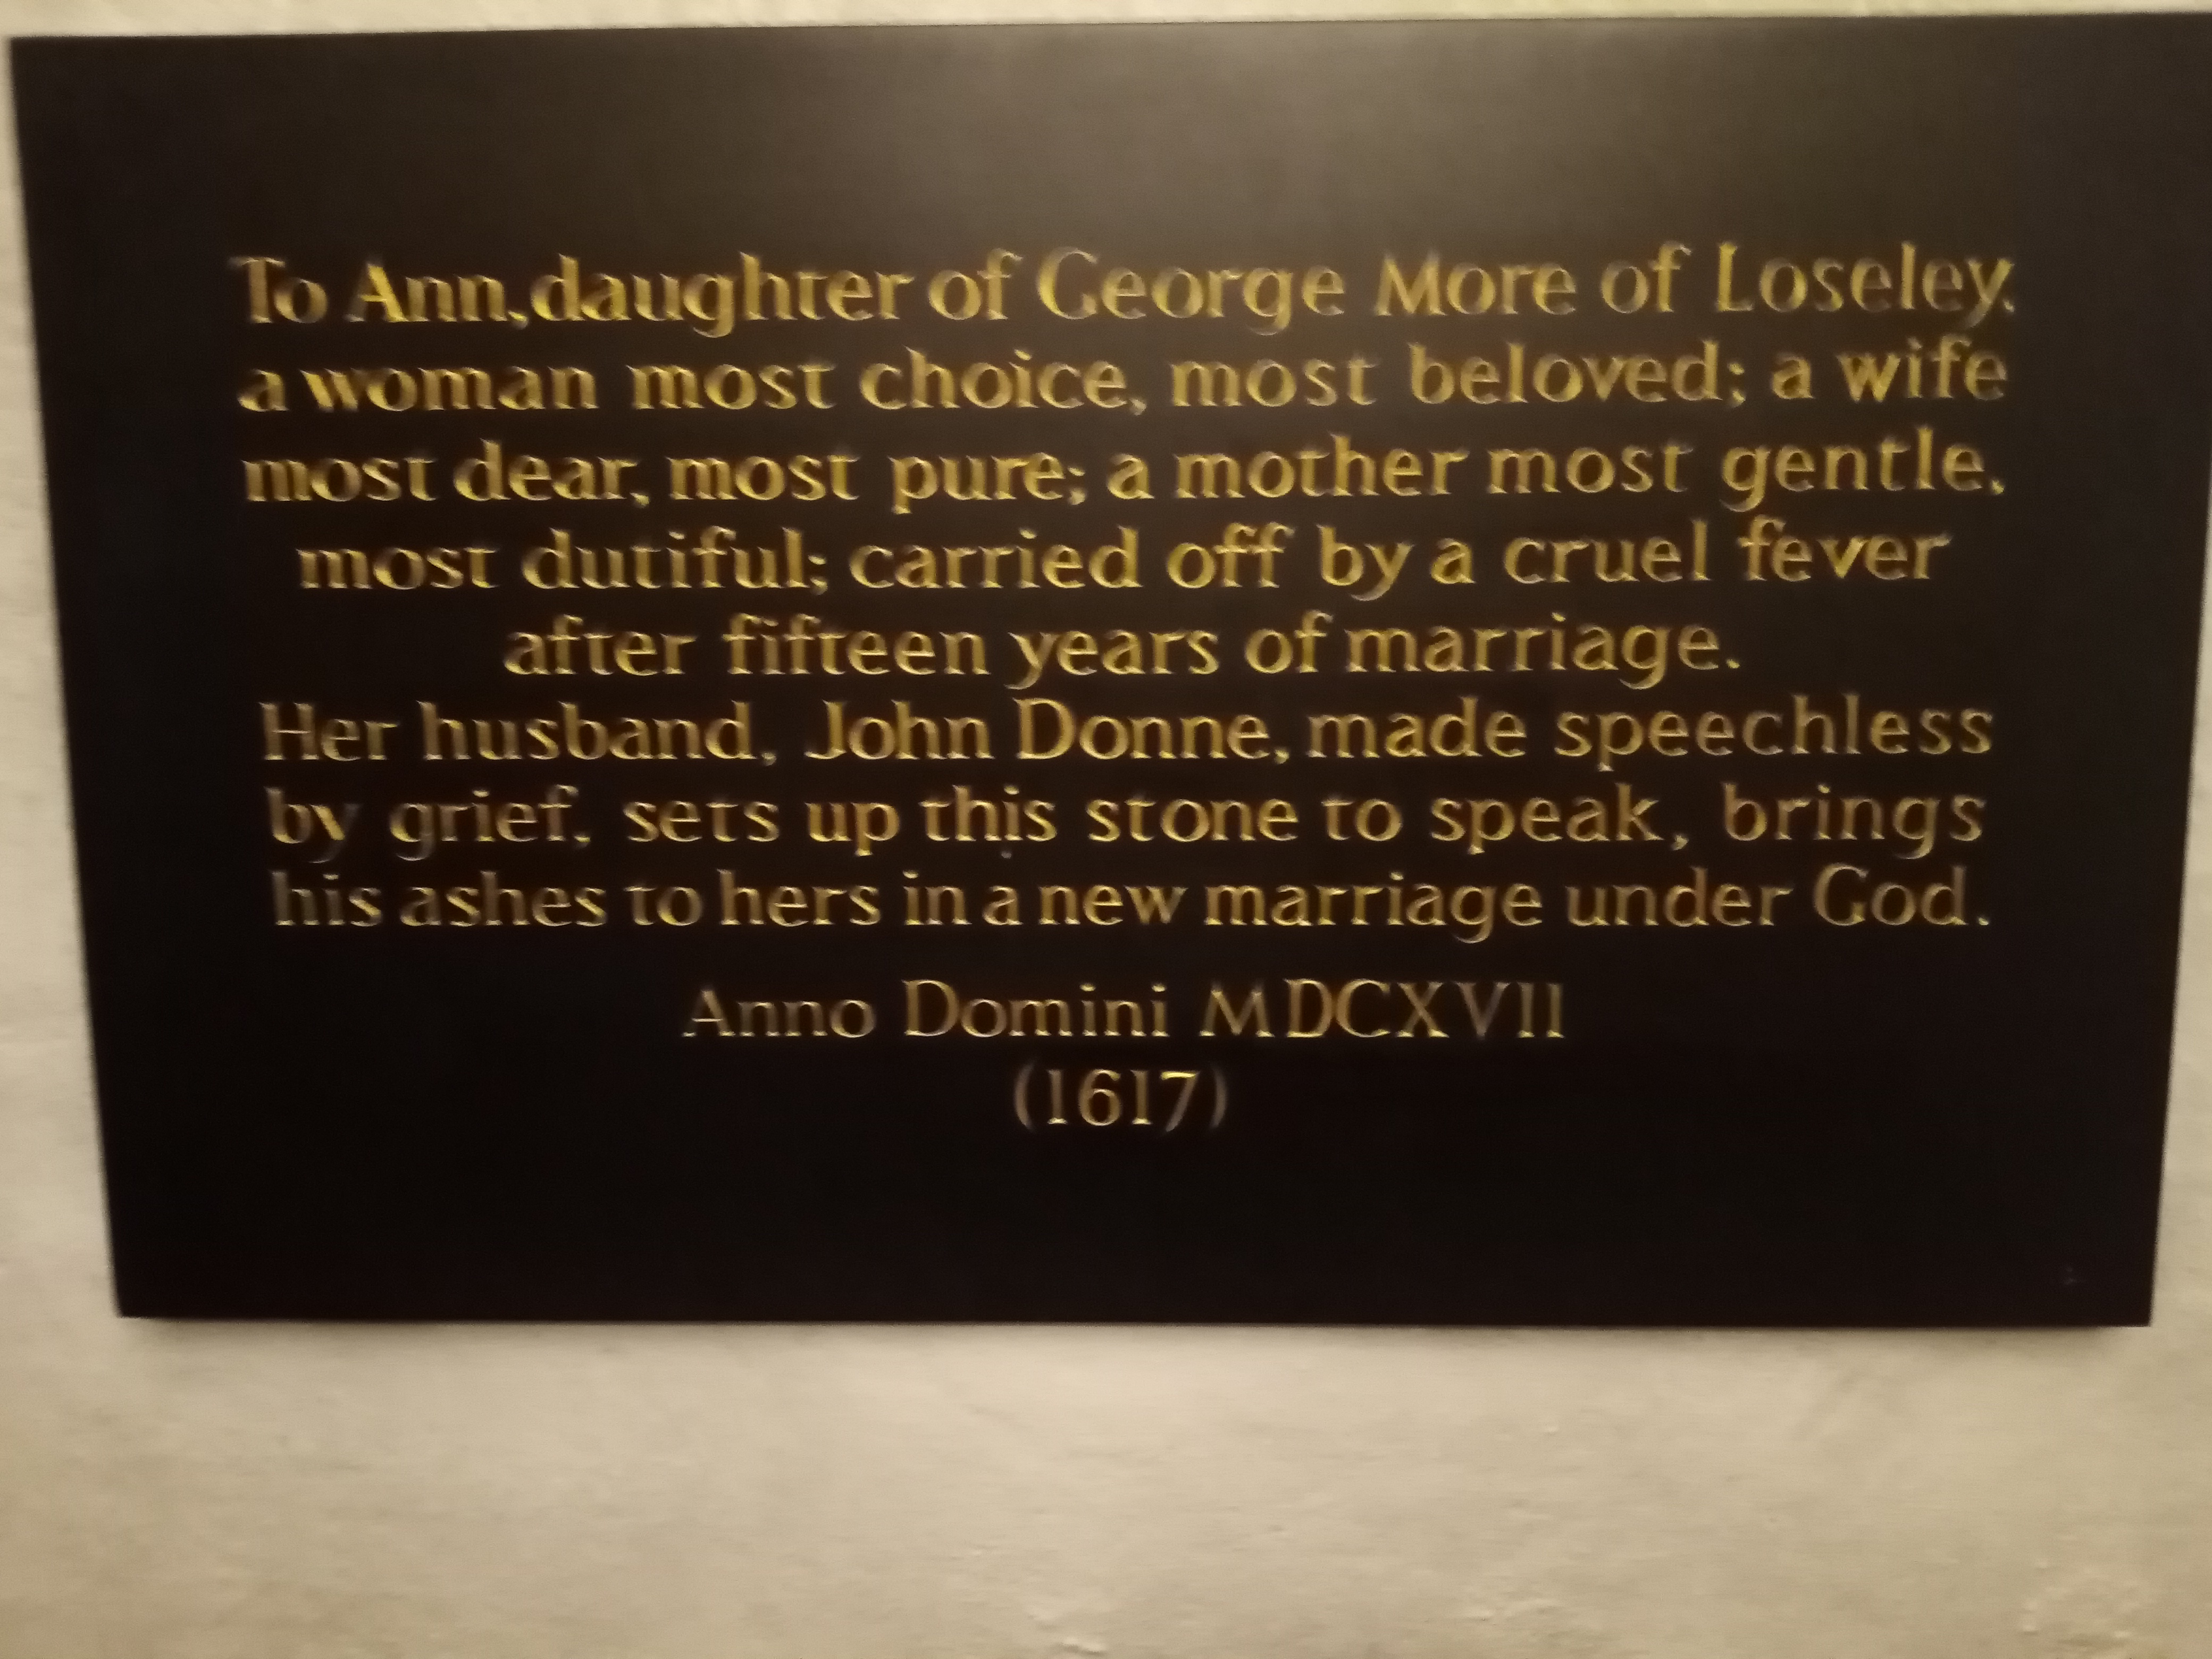 To Ann, daughter of George More of Loseley,
a woman most choice, most beloved; a wife
most dear, most pure; a mother most gentle,
most dutiful; carried off by a cruel fever
after fifteen years of marriage.
Her husband, John Donne, made speechless
by grief, sets up this stone to speak, brings
his ashes to hers in a new marriage under God.
Anno Domini MDCXVII
(1617)